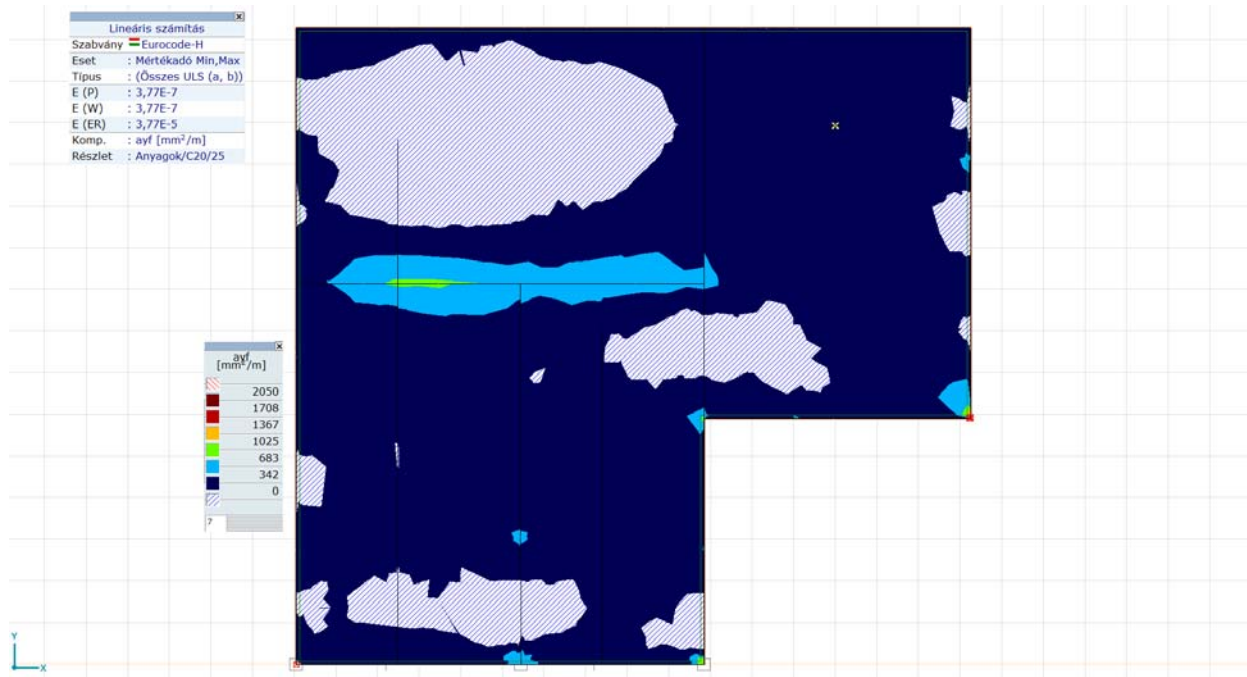 Lineáris számítás
Szabvány Eurocode-H
Eset : Mértékadó Min,Max
Típus : (Összes ULS (a, b))
E (P) : 3,77E-7
E (W) : 3,77E-7
E (ER) : 3,77E-5
Komp. : ayf [mm²/m]
Részlet : Anyagok/C20/25
ayf
[mm²/m]
2050
1708
1367
1025
683
342
0
7
Y
X